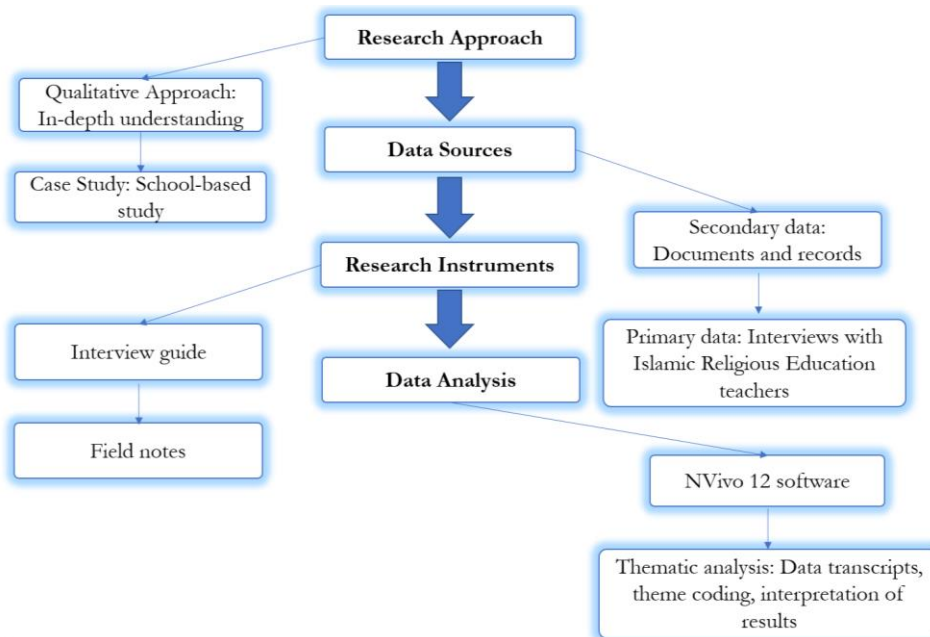 Research Approach
Qualitative Approach:
In-depth understanding
Data Sources
Case Study: School-based
study
Secondary data:
Documents and records
Research Instruments
Primary data: Interviews with
Islamic Religious Education
teachers
Interview guide
Data Analysis
Field notes
NVivo 12 software
Thematic analysis: Data transcripts,
theme coding, interpretation of
results